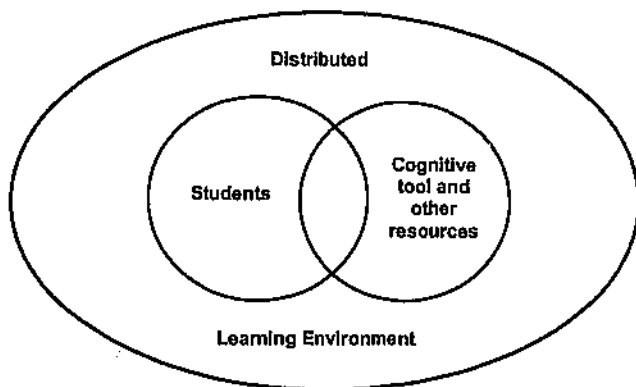 Distributed
Students
Cognitive
tool and
other
resources
Learning Environment